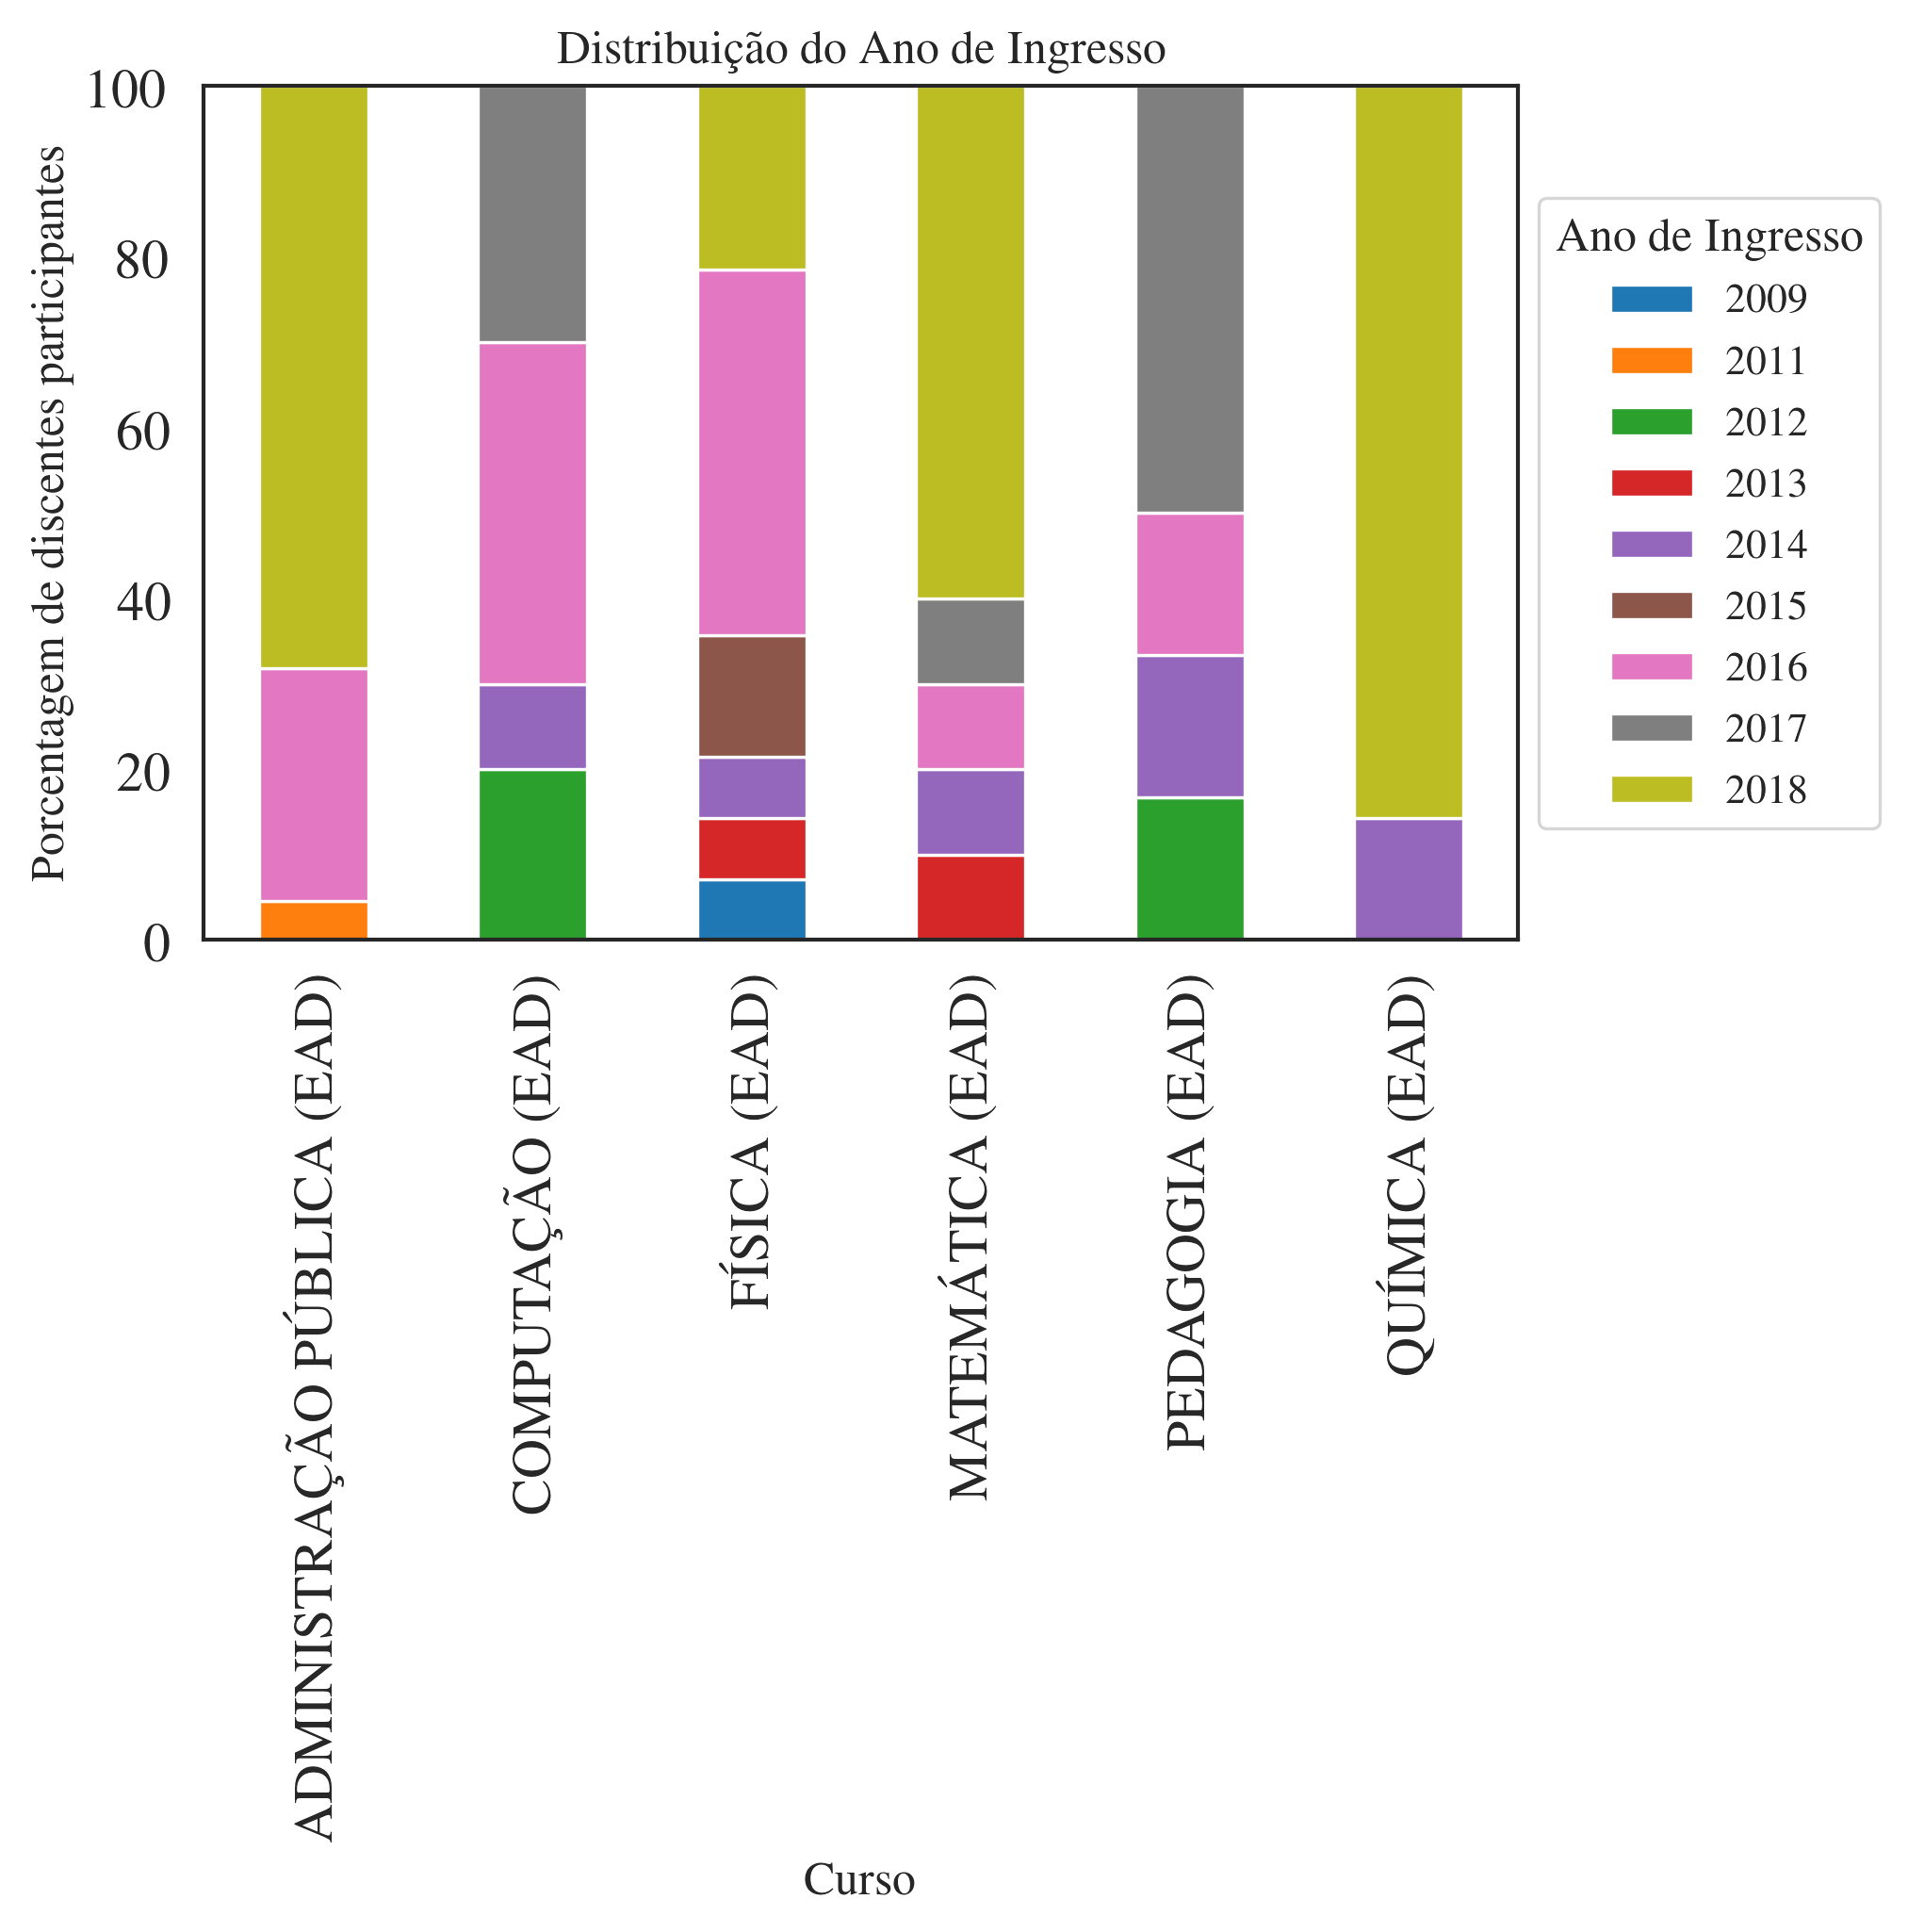 Distribuição do Ano de Ingresso
Porcentagem de discentes participantes
100
80
60
40
20
0
Ano de Ingresso
2009
2011
2012
2013
2014
2015
2016
2017
2018
ADMINISTRAÇÃO PÚBLICA (EAD)
COMPUTAÇÃO (EAD)
FÍSICA (EAD)
MATEMÁTICA (EAD)
PEDAGOGIA (EAD)
QUÍMICA (EAD)
Curso